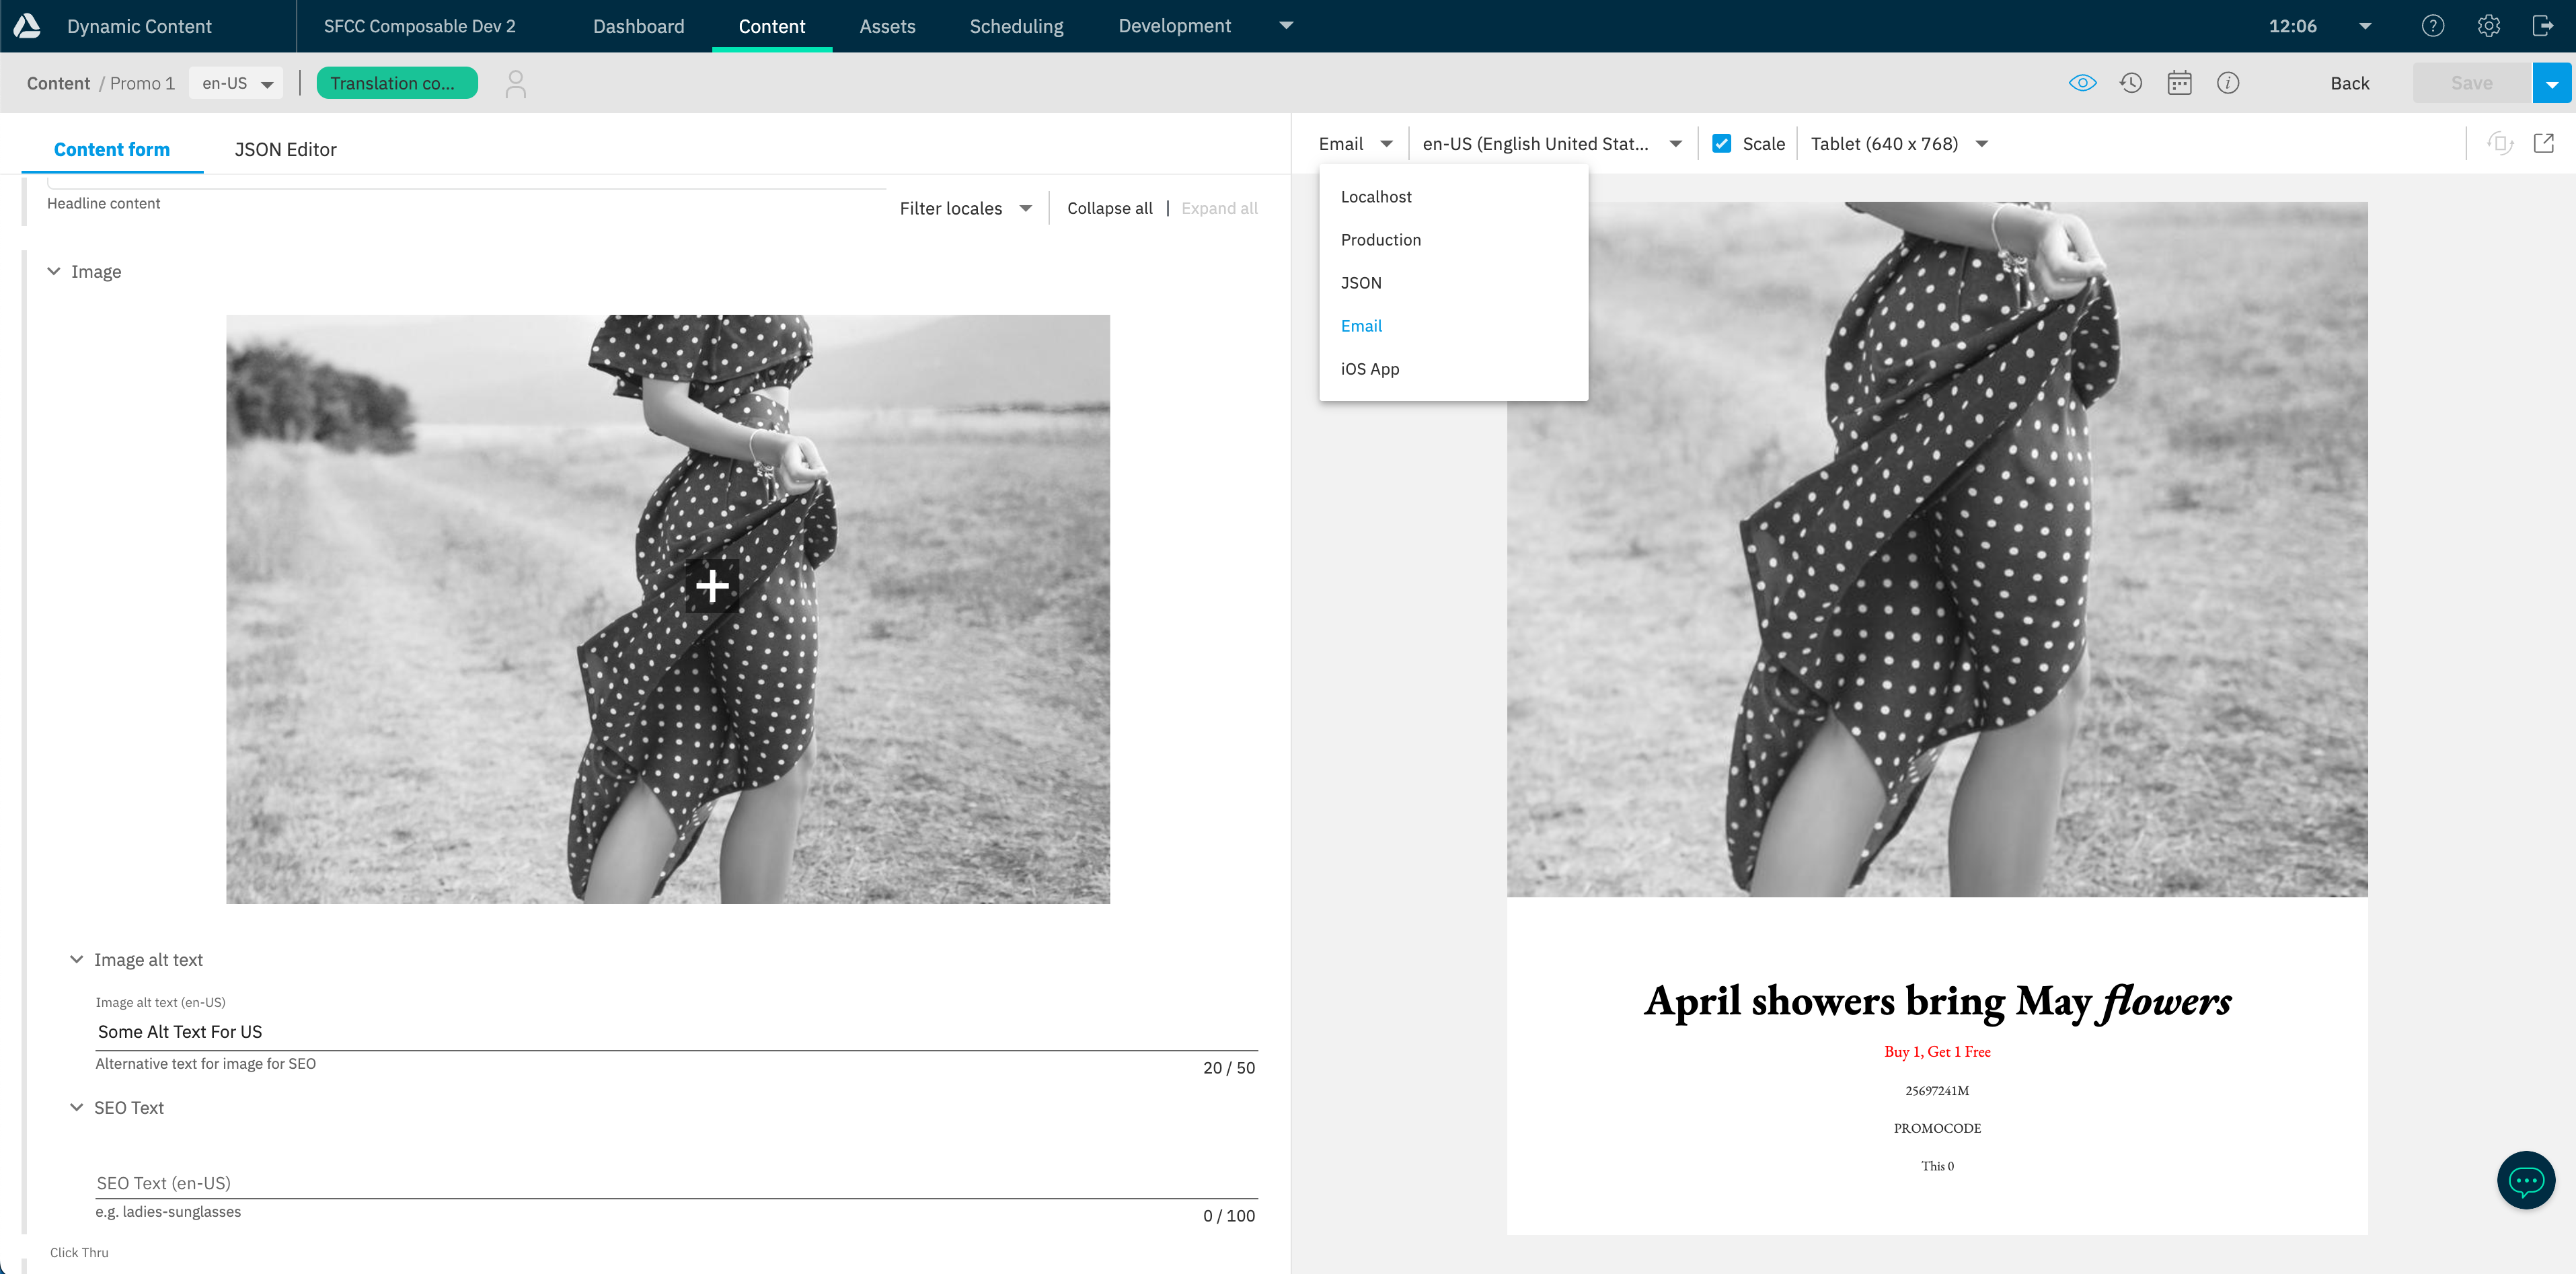 Dynamic Content
SFCC Composable Dev 2
Dashboard
Content
Assets
Scheduling
Development
12:06
Content / Promo 1
en-US
Translation co...
Back
Save
Content form
JSON Editor
Headline content
Filter locales
Collapse all | Expand all
Image
Image alt text
Image alt text (en-US)
Some Alt Text For US
Alternative text for image for SEO
20 / 50
SEO Text
SEO Text (en-US)
e.g. ladies-sunglasses
0 / 100
Click Thru
Email
en-US (English United Stat...
Scale
Tablet (640 x 768)
Localhost
Production
JSON
Email
iOS App
April showers bring May flowers
Buy 1, Get 1 Free
25697241M
PROMOCODE
This 0